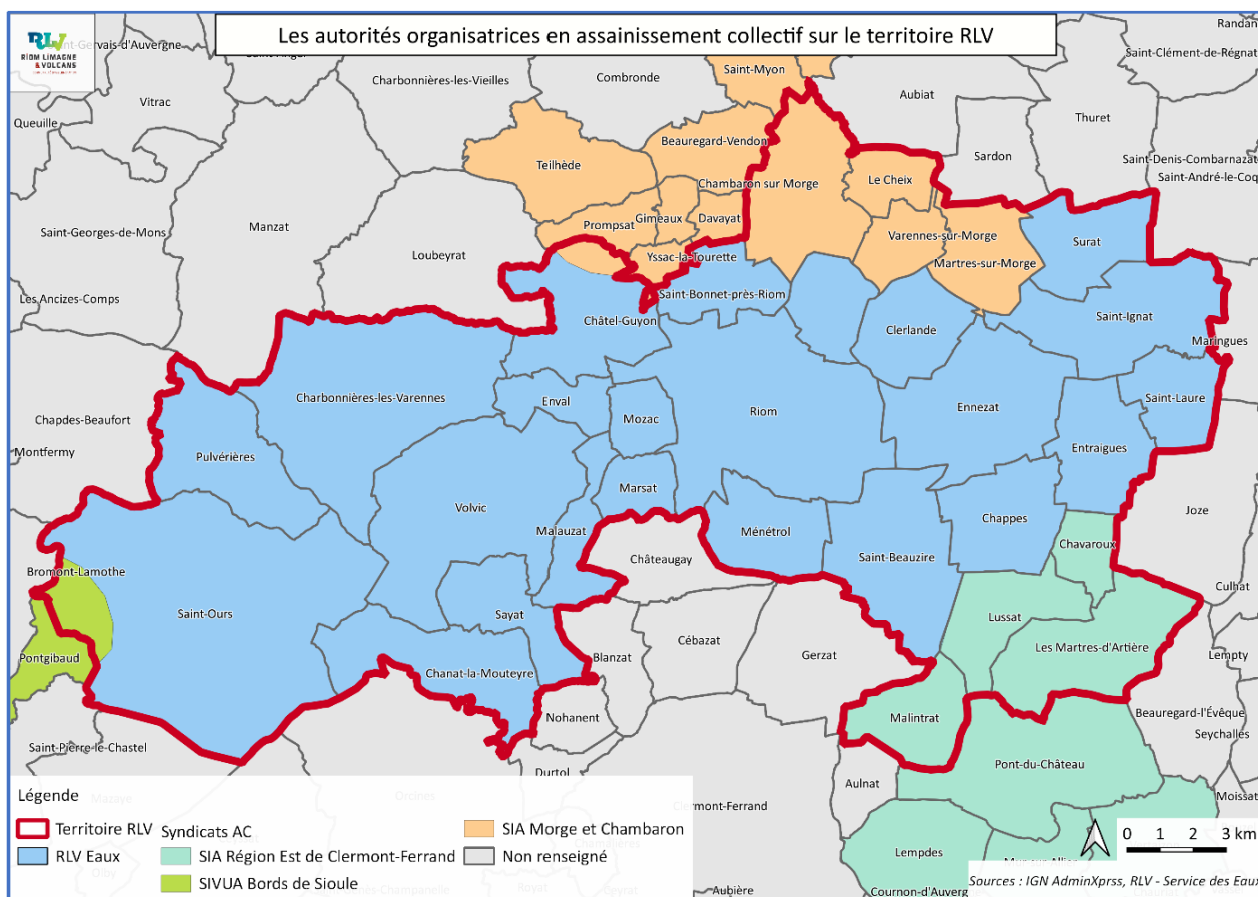 Les autorités organisatrices en assainissement collectif sur le territoire RLV
RLV
RIOM LIMAGNE
& VOLCANS
Saint-Gervais-d'Auvergne
Randan
Saint-Clément-de-Régnat
Combronde
Saint-Myon
Charbonnières-les-Vieilles
Aubiat
Vitrac
Queuille
Thuret
Beauregard-Vendon
Sardon
Teilhède
Saint-Denis-Combarnazat
Saint-André-le-Coq
Chambaron sur Morge
Le Cheix
Gimeaux
Davayat
Prompsat
Manzat
Saint-Georges-de-Mons
Varennes-sur-Morge
Surat
Loubeyrat
Yssac-la-Tourette
Martres-sur-Morge
Saint-Bonnet-près-Riom
Les Ancizes-Comps
Saint-Ignat
Châtel-Guyon
Clerlande
Maringues
Charbonnières-les-Varennes
Enval
Saint-Laure
Ennezat
Riom
Mozac
Chapdes-Beaufort
Entraigues
Montfermy
Pulvérières
Marsat
Volvic
Joze
Chappes
Malauzat
Ménétrol
Chavaroux
Saint-Beauzire
Châteaugay
Bromont-Lamothe
Culhat
Saint-Ours
Sayat
Lussat
Cébazat
Les Martres-d'Artière
Blanzat
Gerzat
Lempty
Pontgibaud
Chanat-la-Mouteyre
Beauregard-l'Évêque
Nohanent
Malintrat
Seychalles
Saint-Pierre-le-Chastel
Pont-du-Château
Durtol
Aulnat
Moissat
Mazaye
Orcines
Clermont-Ferrand
Chamalières
Lempdes
Olby
Royat
Ceyrat
Aubière
Cournon-d'Auverg
Légende
Territoire RLV
RLV Eaux
Syndicats AC
SIA Région Est de Clermont-Ferrand
SIVUA Bords de Sioule
SIA Morge et Chambaron
Non renseigné
0 1 2 3 km
Sources : IGN AdminXprss, RLV - Service des Eaux